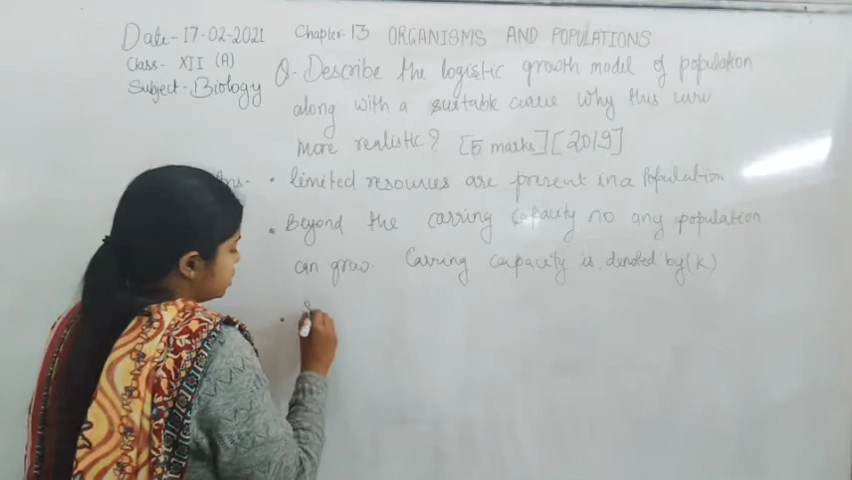 Date- 17-02-2021
Chapter-13 ORGANISMS AND POPULATIONS
Class- XII (A)
Subject- Biology
Q. Describe the logistic growth model of population
along with a suitable curve Why this curv
more realistic? [5 marks] [2019]
Ans- • limited resources are present in a Population
• Beyond the carring capacity no any population
can grow. Carring capacity is denoted by (K)
•